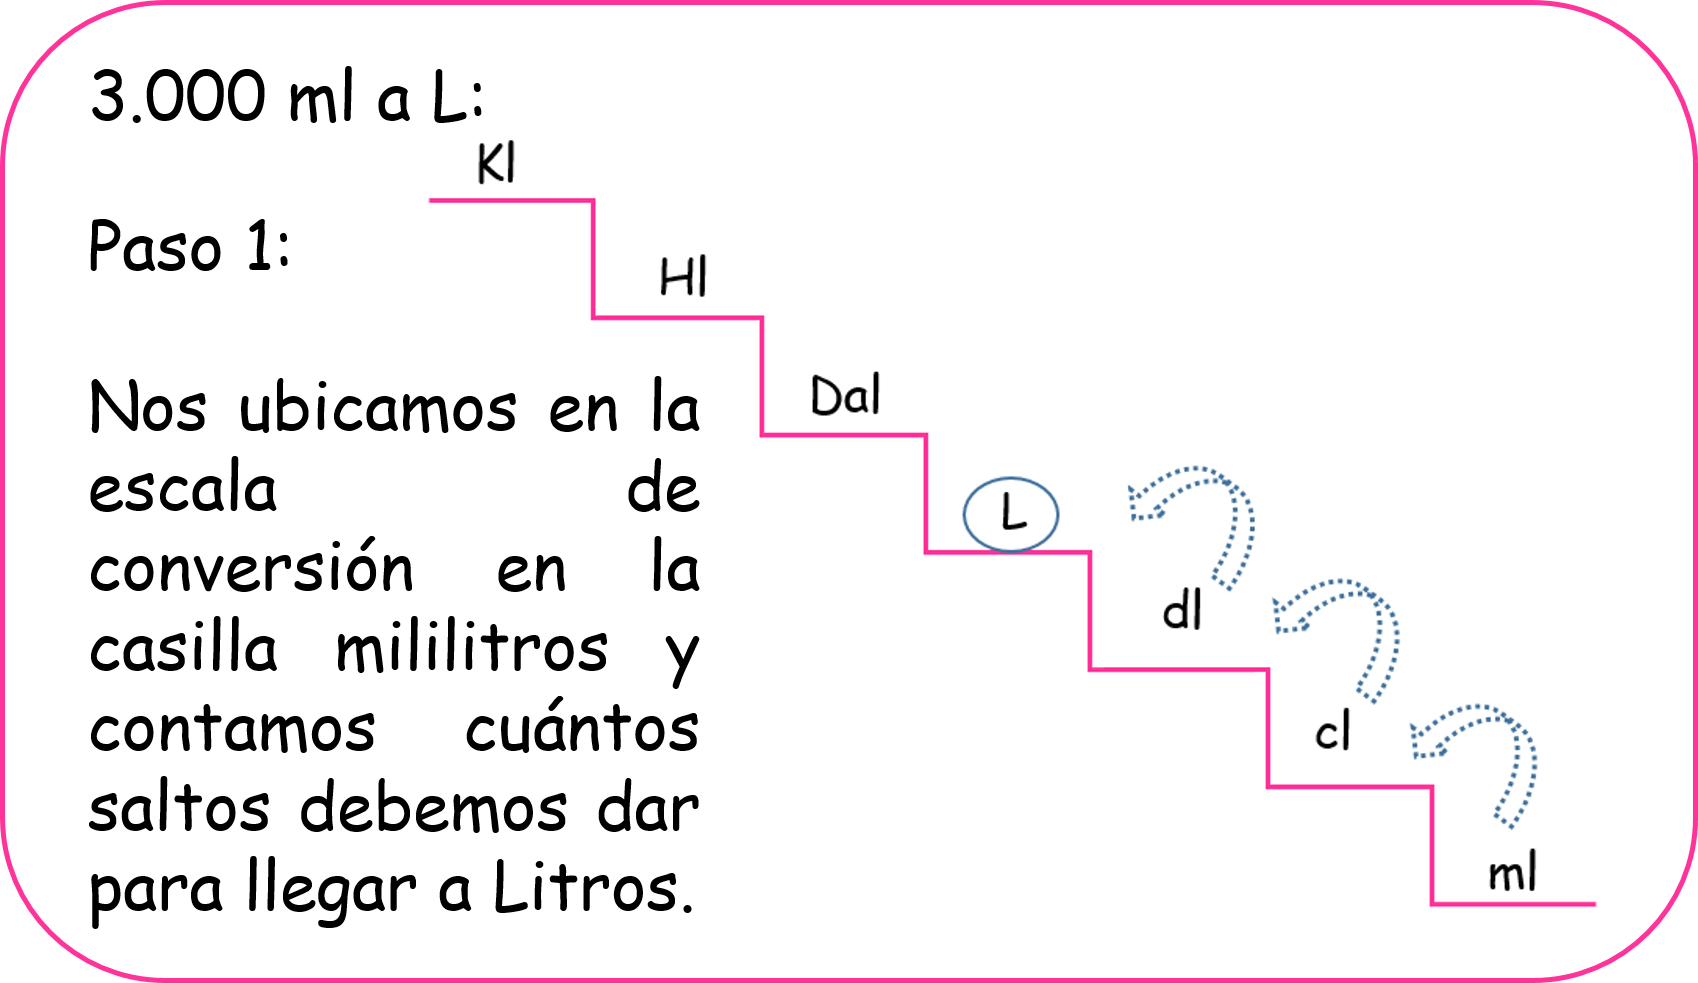 3.000 ml a L:
Kl
Paso 1:
Hl
Dal
Nos ubicamos en la
escala de
conversión en la
casilla mililitros y
contamos cuántos
saltos debemos dar
para llegar a Litros.
L
dl
cl
ml